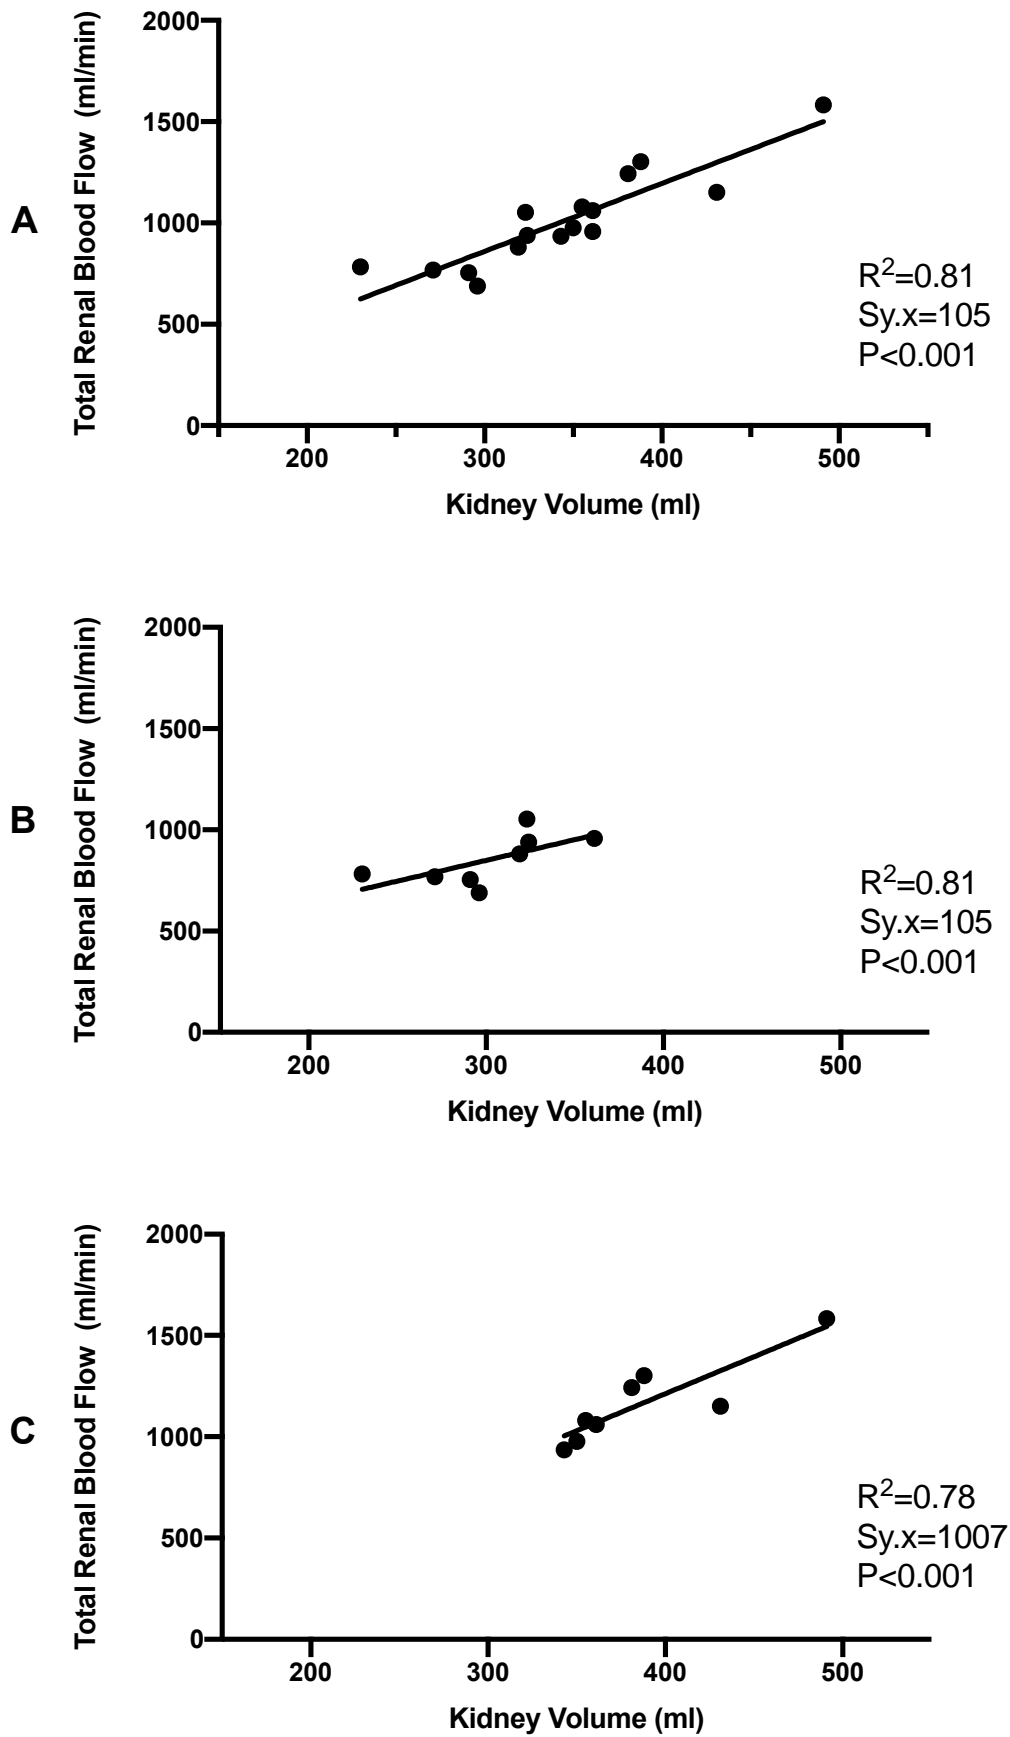 A
Total Renal Blood Flow (ml/min)
2000
1500
1000
500
0
200 300 400 500
Kidney Volume (ml)
R²=0.81
Sy.x=105
P<0.001
B
Total Renal Blood Flow (ml/min)
2000
1500
1000
500
0
200 300 400 500
Kidney Volume (ml)
R²=0.81
Sy.x=105
P<0.001
C
Total Renal Blood Flow (ml/min)
2000
1500
1000
500
0
200 300 400 500
Kidney Volume (ml)
R²=0.78
Sy.x=1007
P<0.001